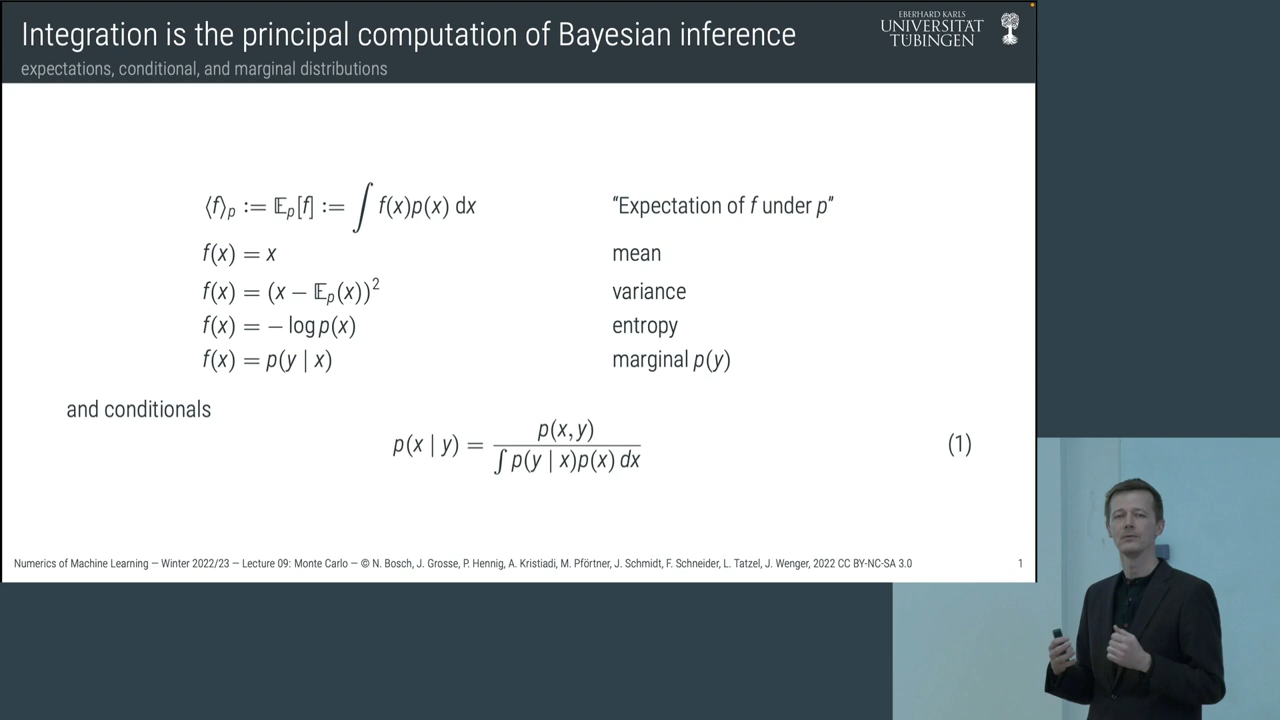 Integration is the principal computation of Bayesian inference
expectations, conditional, and marginal distributions
EBERHARD KARLS
UNIVERSITÄT
TÜBINGEN
⟨f⟩ₚ := 𝔼ₚ[f] := ∫ f(x)p(x) dx “Expectation of f under p”
f(x) = x mean
f(x) = (x − 𝔼ₚ(x))² variance
f(x) = − log p(x) entropy
f(x) = p(y | x) marginal p(y)
and conditionals
p(x | y) = p(x, y) / ∫ p(y | x)p(x) dx (1)
Numerics of Machine Learning — Winter 2022/23 — Lecture 09: Monte Carlo — © N. Bosch, J. Grosse, P. Hennig, A. Kristiadi, M. Pförtner, J. Schmidt, F. Schneider, L. Tatzel, J. Wenger, 2022 CC BY-NC-SA 3.0 1